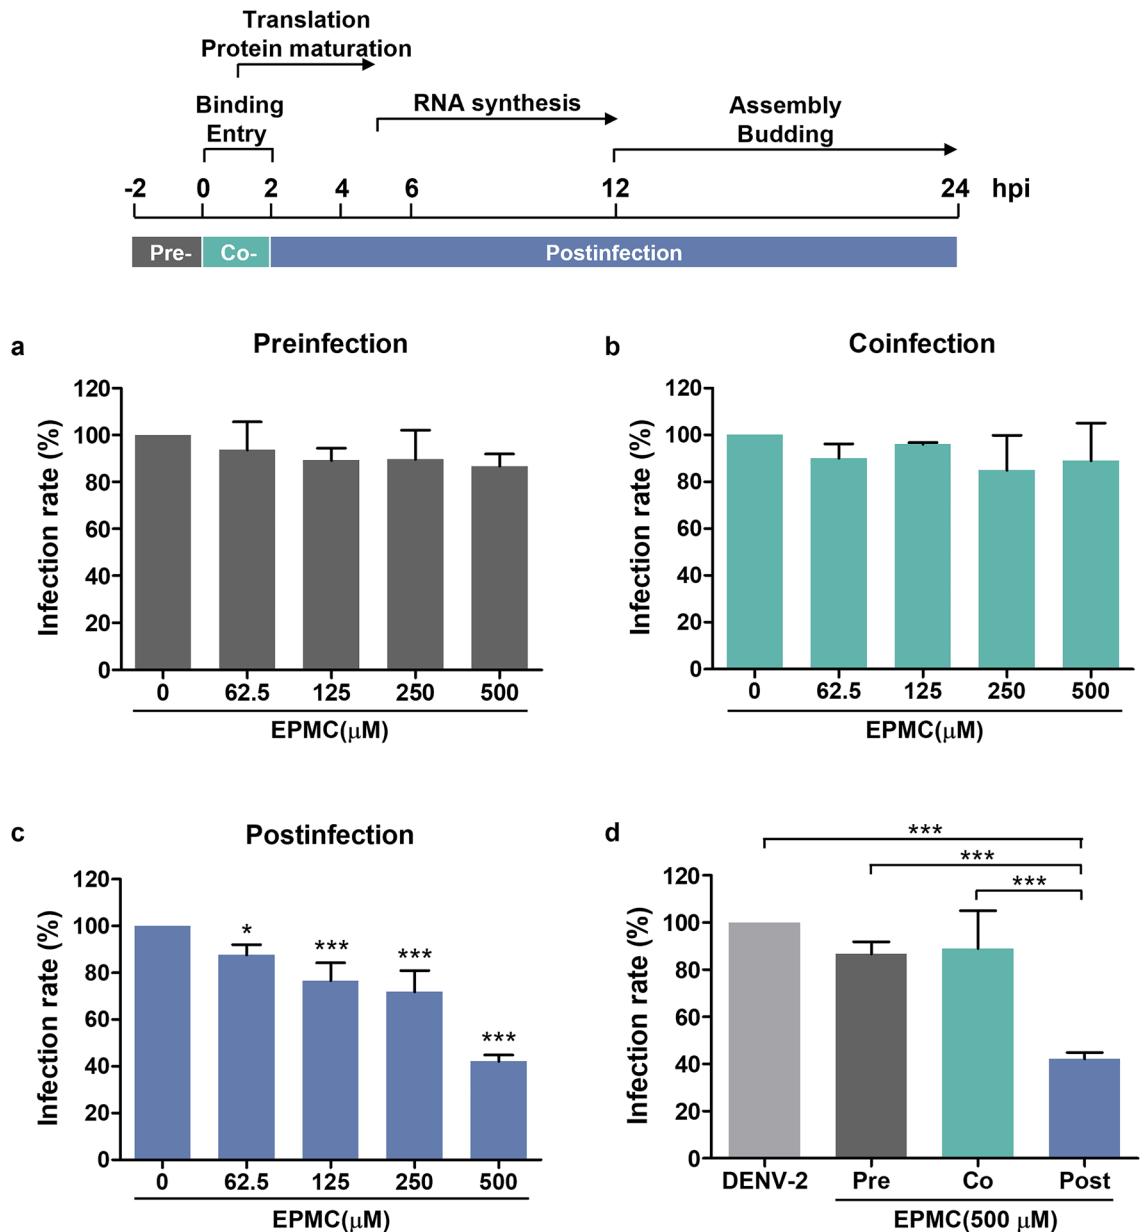 Translation
Protein maturation
Binding
Entry
RNA synthesis
Assembly
Budding
-2 0 2 4 6 12 24 hpi
Pre- Co- Postinfection
a Preinfection
Infection rate (%)
120
100
80
60
40
20
0
0 62.5 125 250 500
EPMC(μM)
b Coinfection
Infection rate (%)
120
100
80
60
40
20
0
0 62.5 125 250 500
EPMC(μM)
c Postinfection
Infection rate (%)
120
100
80
60
40
20
0
* *** *** ***
0 62.5 125 250 500
EPMC(μM)
d
***
***
***
Infection rate (%)
120
100
80
60
40
20
0
DENV-2 Pre Co Post
EPMC(500 μM)